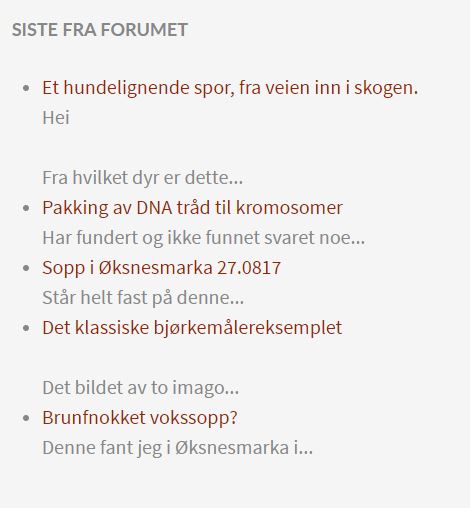 SISTE FRA FORUMET
Et hundelignende spor, fra veien inn i skogen.
Hei
Fra hvilket dyr er dette...
Pakking av DNA tråd til kromosomer
Har fundert og ikke funnet svaret noe...
Sopp i Øksnesmarka 27.0817
Står helt fast på denne...
Det klassiske bjørkemålereksemplet
Det bildet av to imago...
Brunfnokket vokssopp?
Denne fant jeg i Øksnesmarka i...